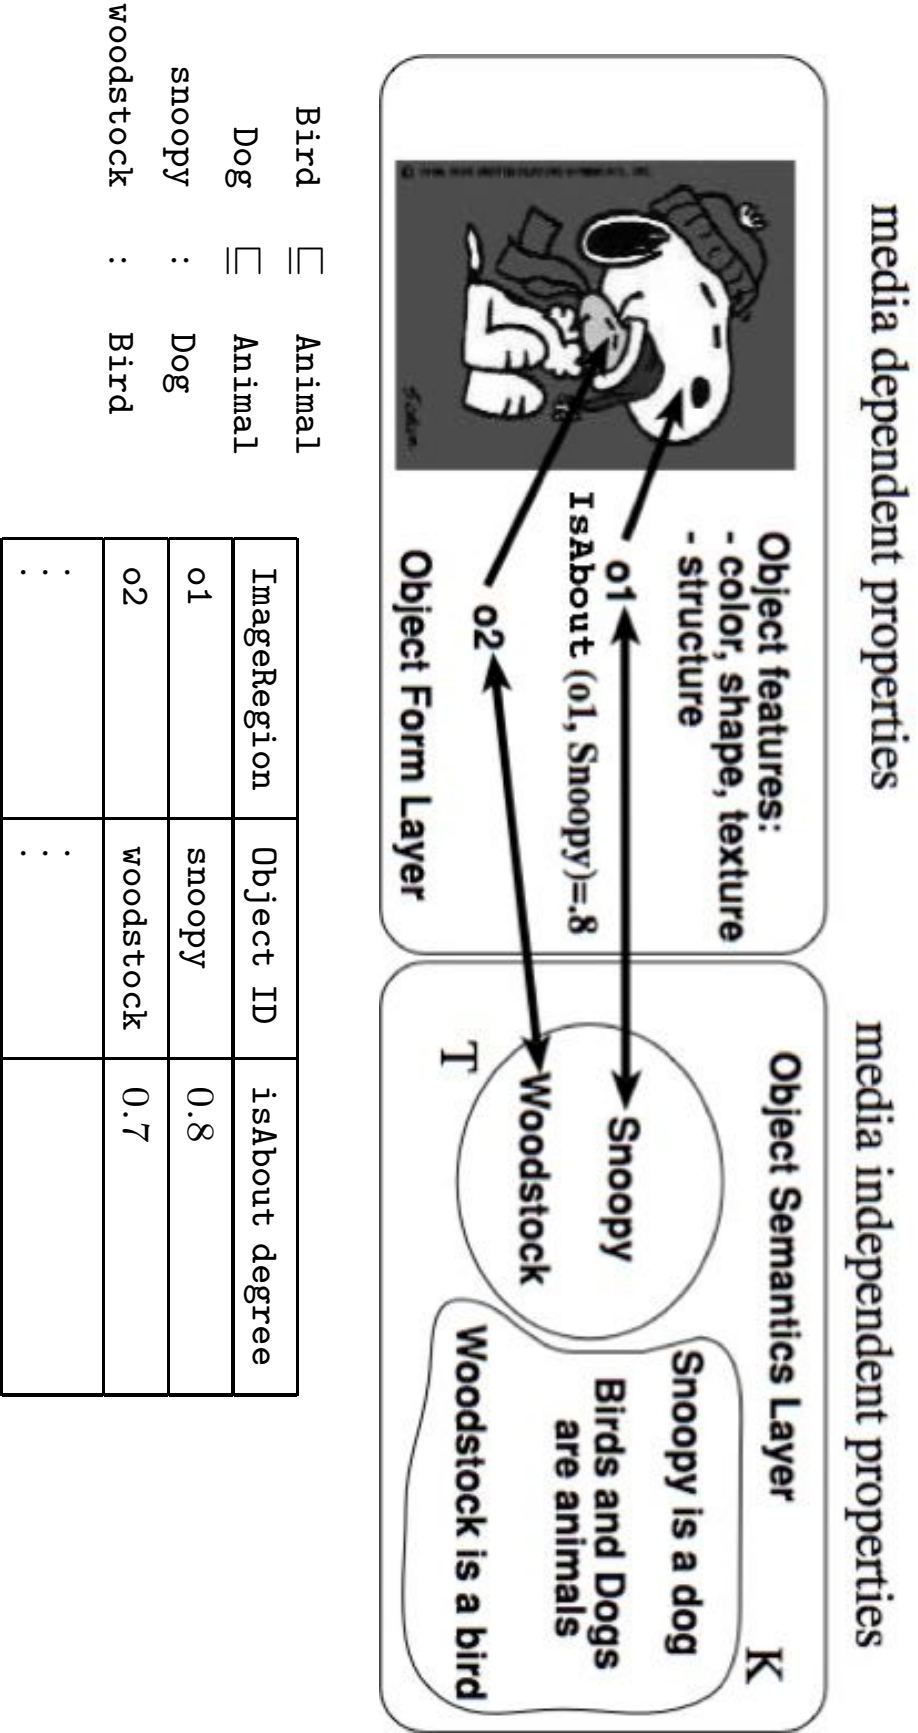 media dependent properties
media independent properties
Object features:
- color, shape, texture
- structure
o1
IsAbout (o1, Snoopy)=.8
o2
Object Form Layer
Object Semantics Layer
K
Snoopy
Woodstock
T
Snoopy is a dog
Birds and Dogs
are animals
Woodstock is a bird
Bird ⊑ Animal
Dog ⊑ Animal
snoopy : Dog
woodstock : Bird
ImageRegion Object ID isAbout degree
o1 snoopy 0.8
o2 woodstock 0.7
... ...